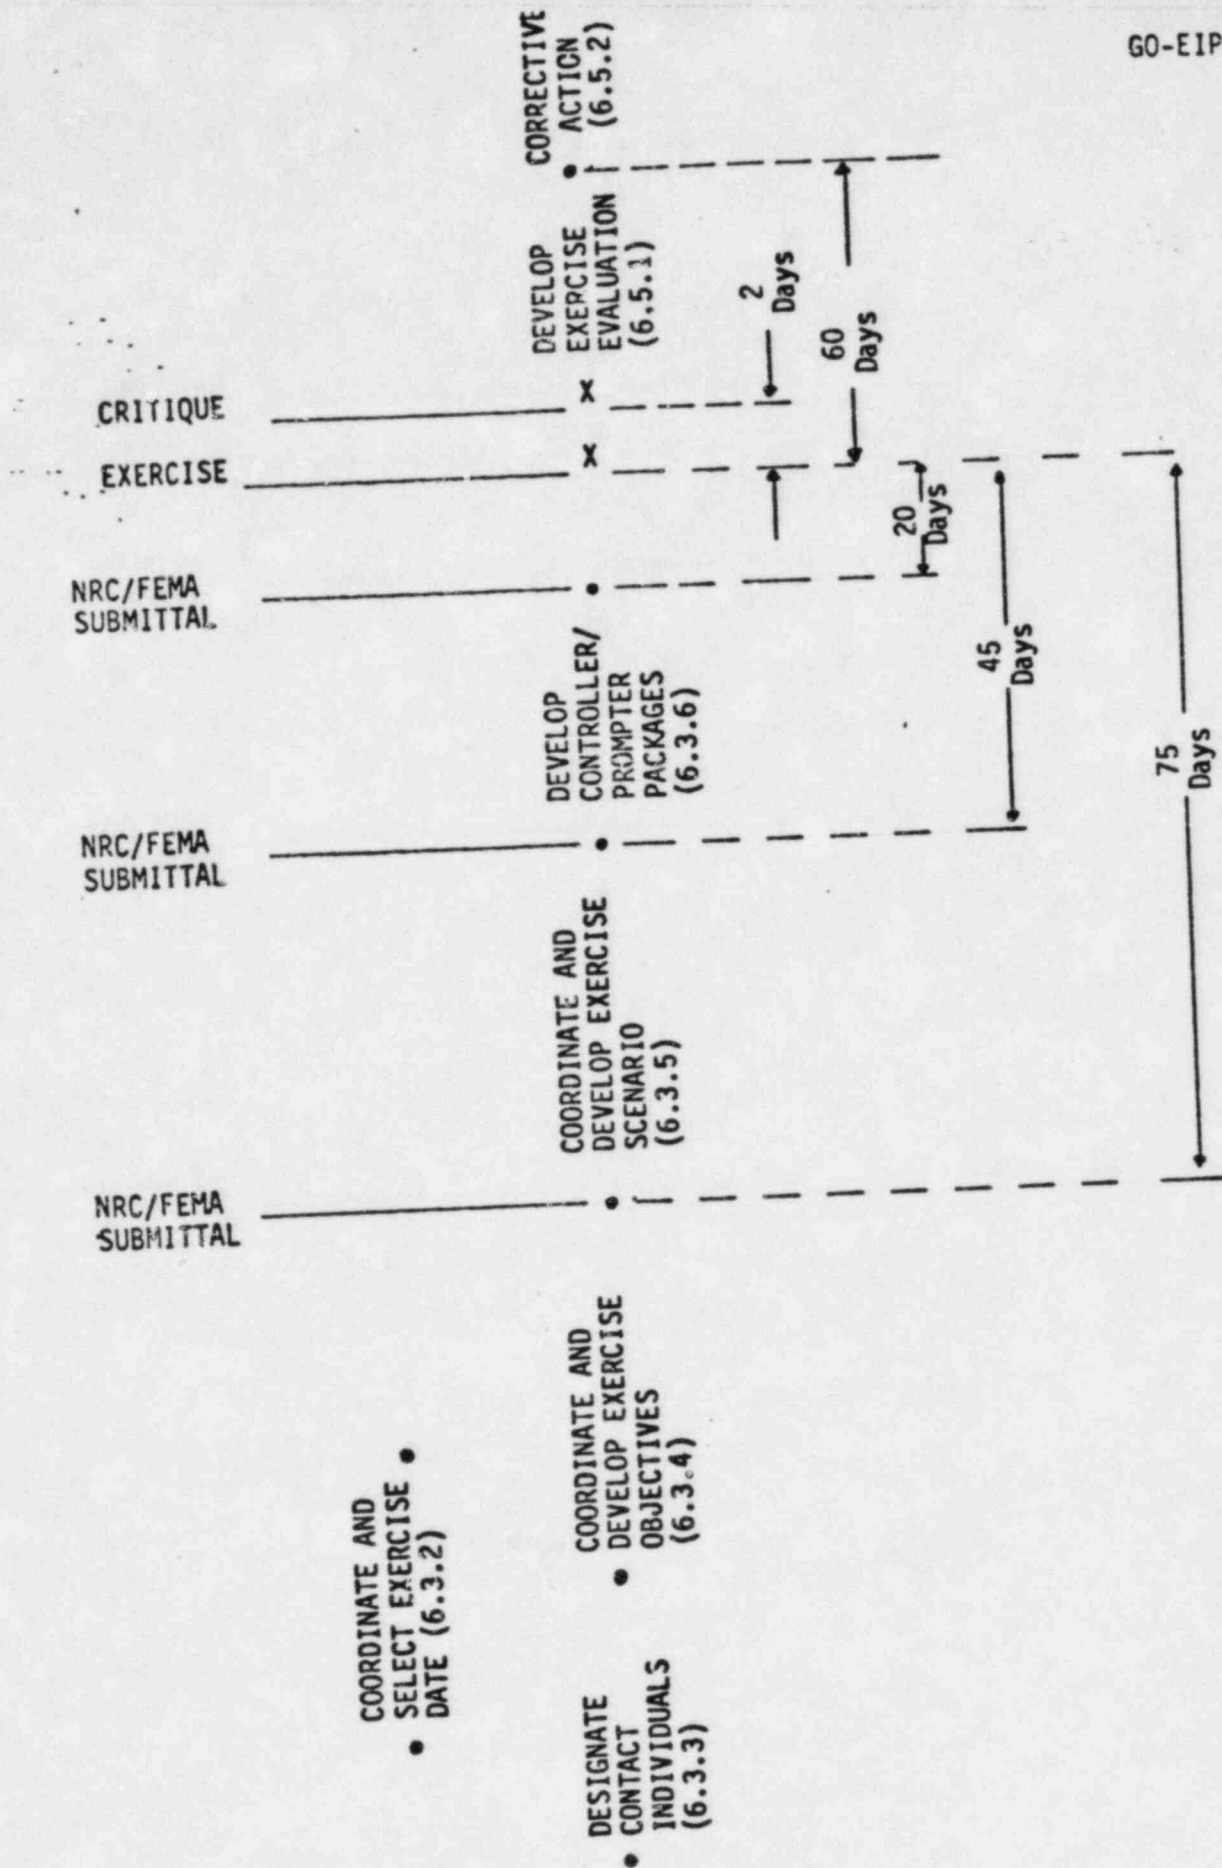 GO-EIP
CORRECTIVE
ACTION
(6.5.2)
DEVELOP
EXERCISE
EVALUATION
(6.5.1)
2
Days
60
Days
CRITIQUE
X
EXERCISE
X
20
Days
NRC/FEMA
SUBMITTAL
45
Days
DEVELOP
CONTROLLER/
PROMPTER
PACKAGES
(6.3.6)
75
Days
NRC/FEMA
SUBMITTAL
COORDINATE AND
DEVELOP EXERCISE
SCENARIO
(6.3.5)
NRC/FEMA
SUBMITTAL
COORDINATE AND
DEVELOP EXERCISE
OBJECTIVES
(6.3.4)
COORDINATE AND
SELECT EXERCISE
DATE (6.3.2)
DESIGNATE
CONTACT
INDIVIDUALS
(6.3.3)